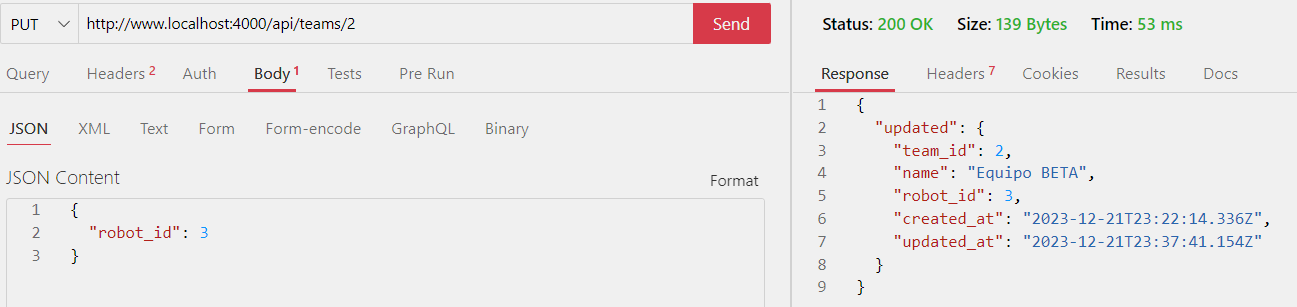 PUT http://www.localhost:4000/api/teams/2 Send
Query Headers 2 Auth Body 1 Tests Pre Run
JSON XML Text Form Form-encode GraphQL Binary
JSON Content Format
1 {
2 "robot_id": 3
3 }
Status: 200 OK Size: 139 Bytes Time: 53 ms
Response Headers 7 Cookies Results Docs
1 {
2 "updated": {
3 "team_id": 2,
4 "name": "Equipo BETA",
5 "robot_id": 3,
6 "created_at": "2023-12-21T23:22:14.336Z",
7 "updated_at": "2023-12-21T23:37:41.154Z"
8 }
9 }